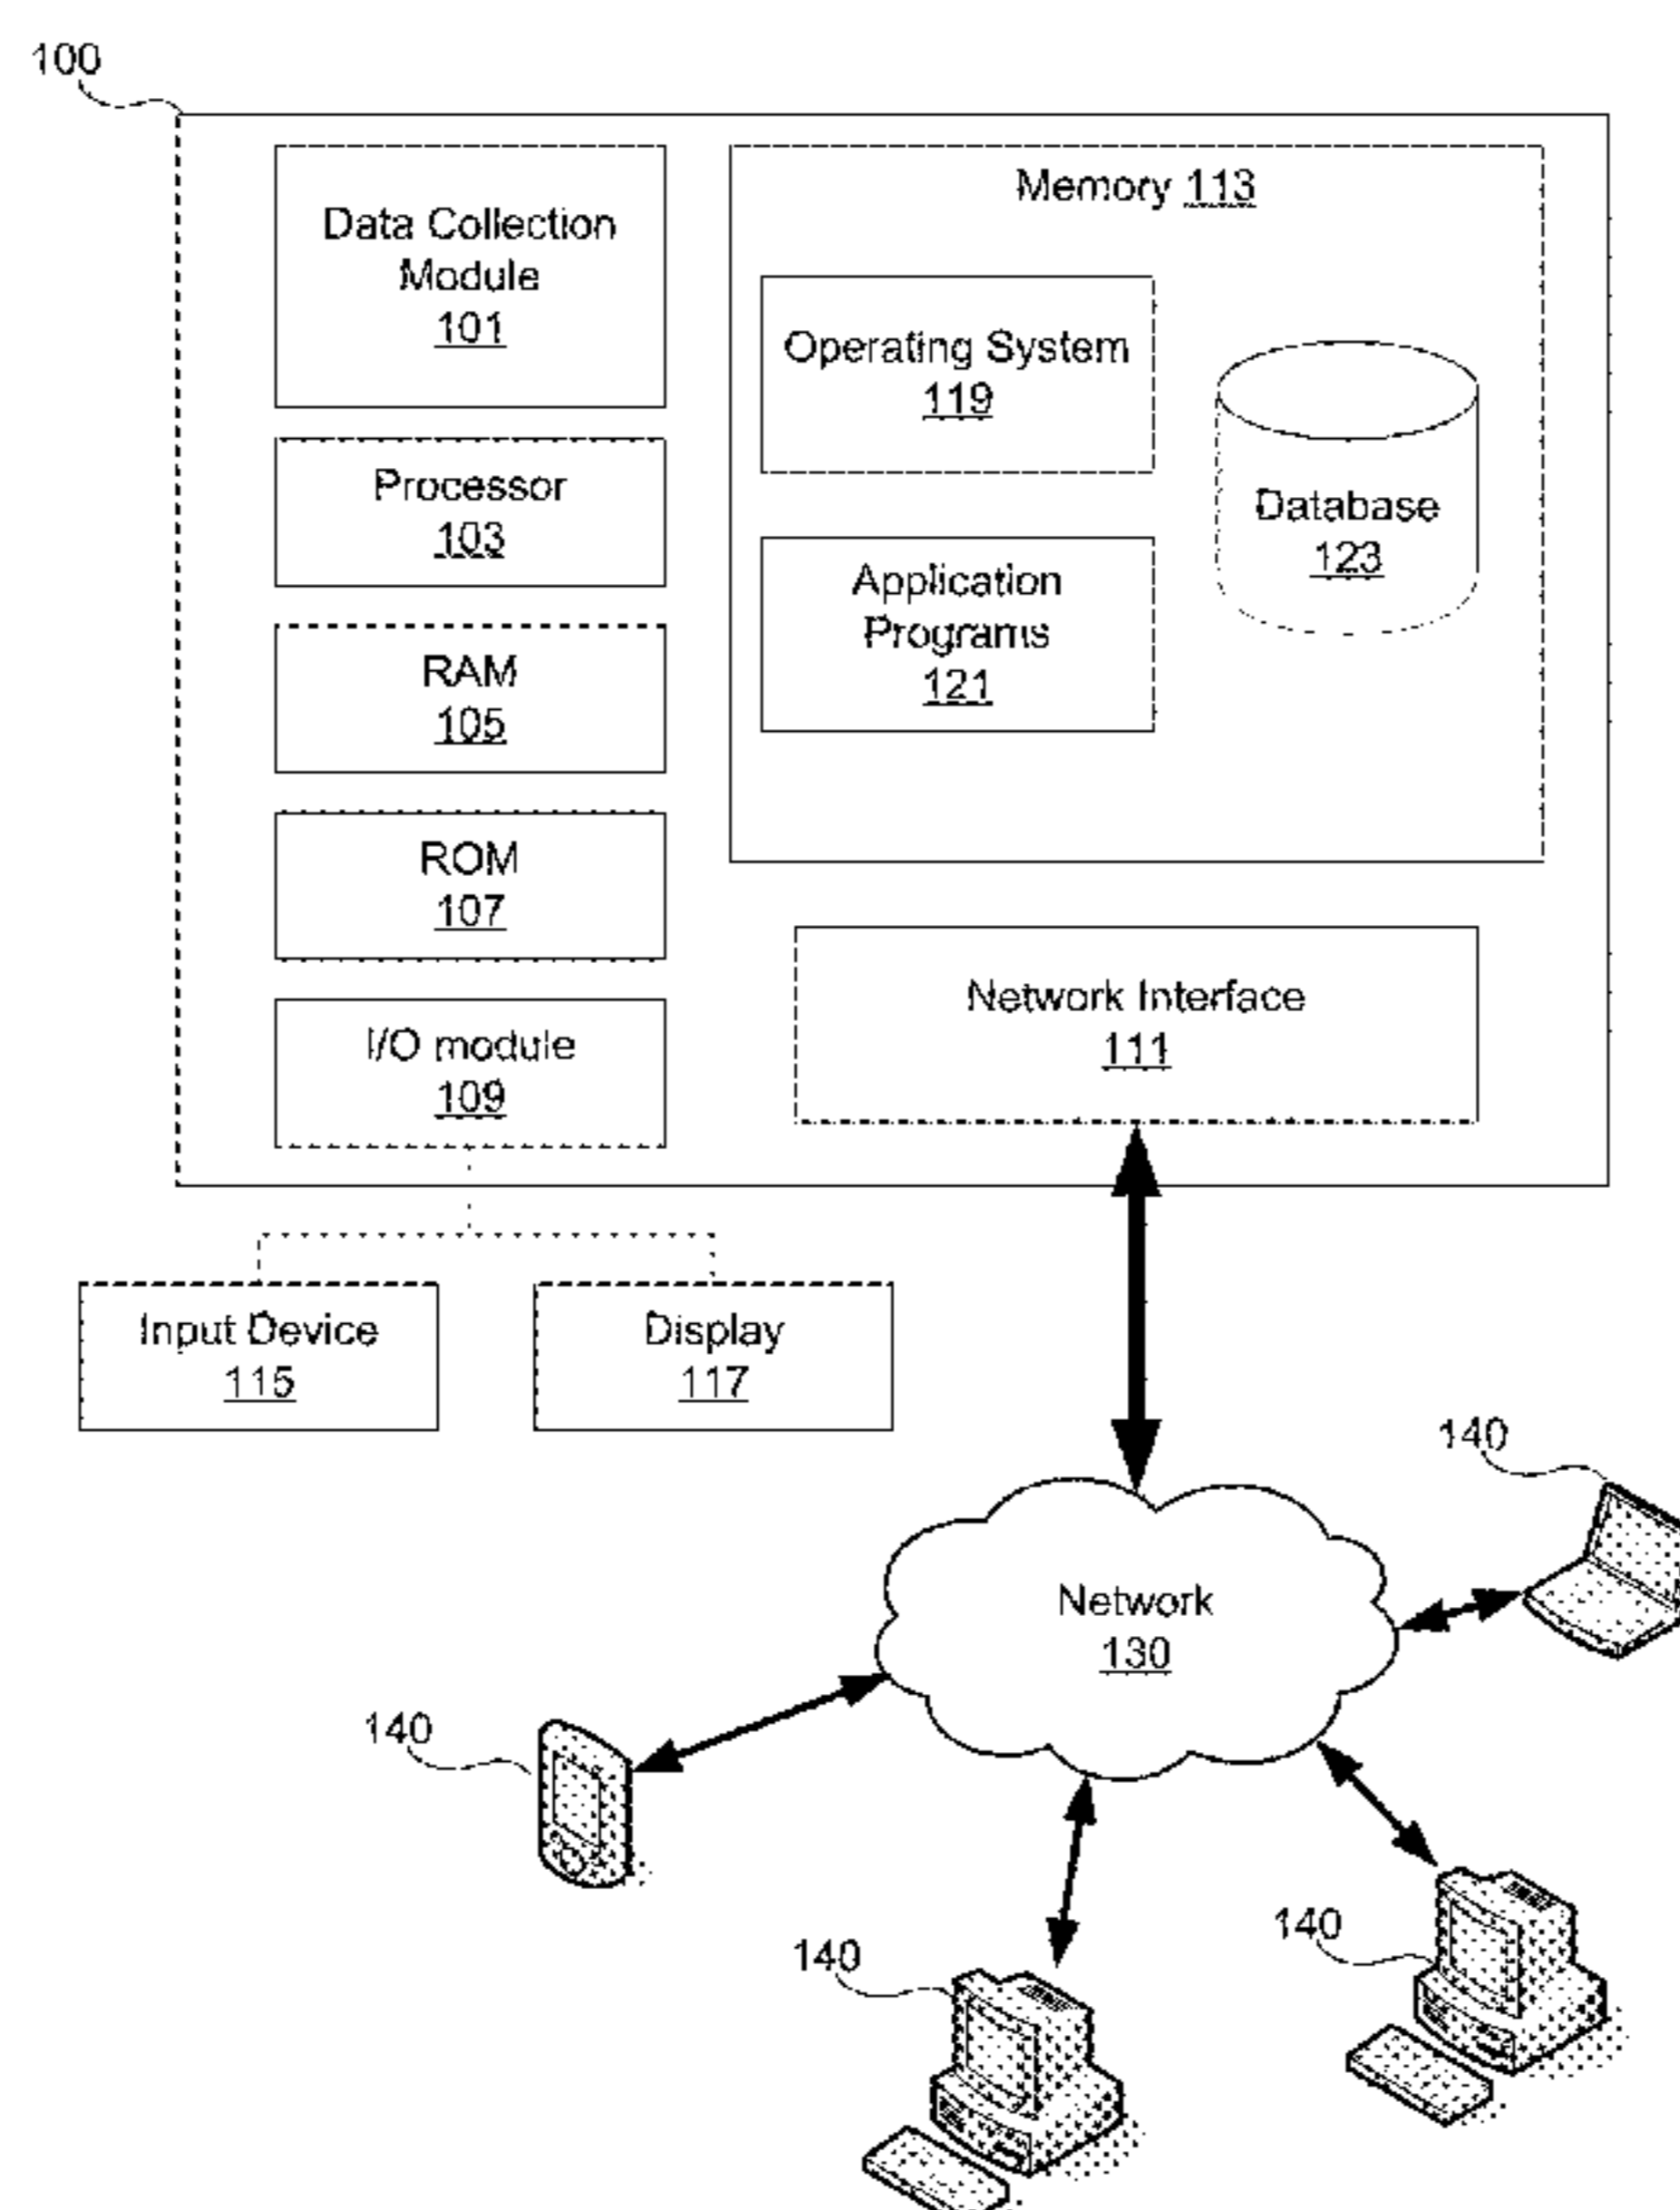 100
Data Collection
Module
101
Processor
103
RAM
105
ROM
107
I/O module
109
Memory 113
Operating System
119
Application
Programs
121
Database
123
Network Interface
111
Input Device
115
Display
117
Network
130
140
140
140
140